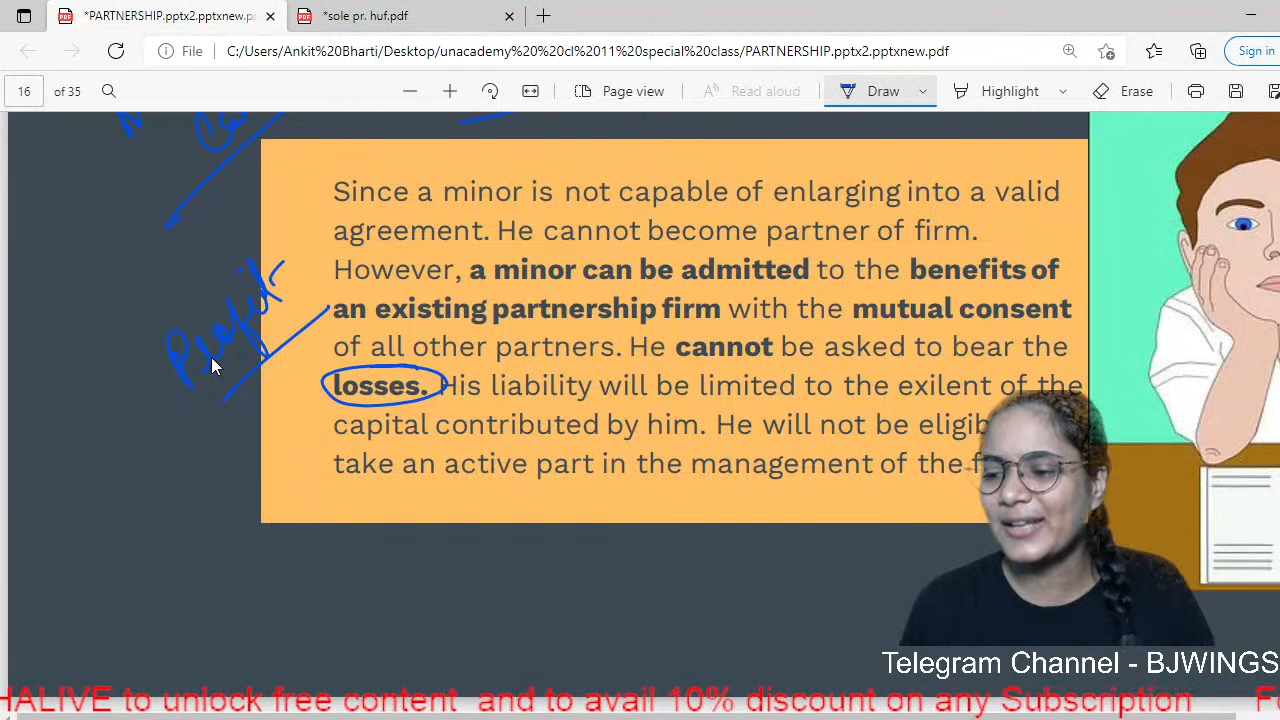 *PARTNERSHIP.pptx2.pptxnew.pd
*sole pr. huf.pdf
File
C:/Users/Ankit%20Bharti/Desktop/unacademy%20%20cl%2011%20special%20class/PARTNERSHIP.pptx2.pptxnew.pdf
Sign in
16 of 35
Page view
Read aloud
Draw
Highlight
Erase
Since a minor is not capable of enlarging into a valid
agreement. He cannot become partner of firm.
However, a minor can be admitted to the benefits of
an existing partnership firm with the mutual consent
of all other partners. He cannot be asked to bear the
losses. His liability will be limited to the exilent of the
capital contributed by him. He will not be eligib
take an active part in the management of the f
Profit
Telegram Channel - BJWINGS
HALIVE to unlock free content and to avail 10% discount on any Subscription